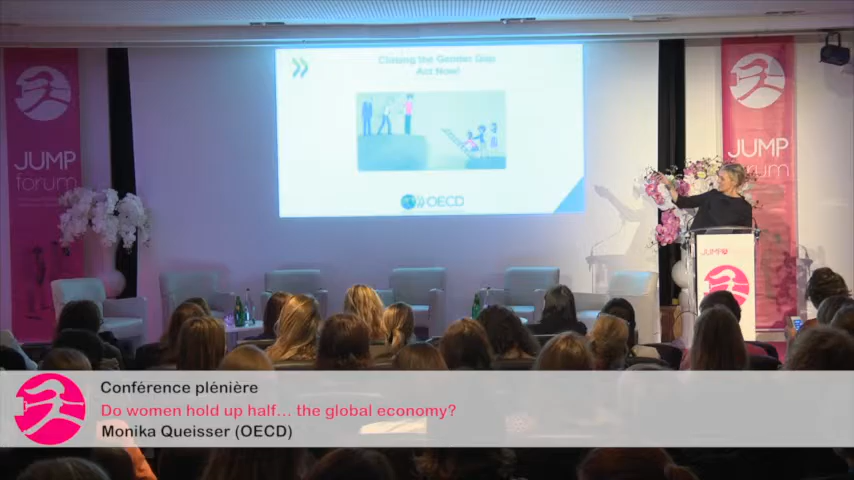 Closing the Gender Gap
Act Now!
OECD
JUMP
forum
JUMP
forum
JUMP
Conférence plénière
Do women hold up half... the global economy?
Monika Queisser (OECD)